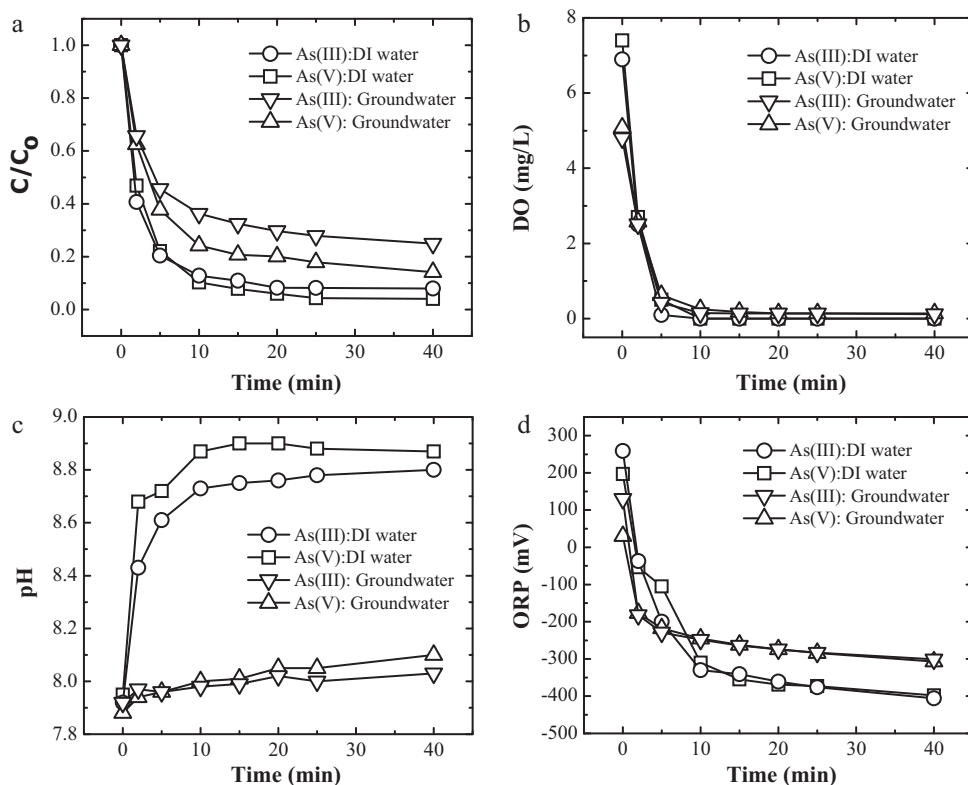 a
1.0
0.8
0.6
0.4
0.2
0.0
C/C₀
As(III):DI water
As(V):DI water
As(III): Groundwater
As(V): Groundwater
0 10 20 30 40
Time (min)
b
8
6
4
2
0
DO (mg/L)
As(III):DI water
As(V):DI water
As(III): Groundwater
As(V): Groundwater
0 10 20 30 40
Time (min)
c
9.0
8.8
8.6
8.4
8.2
8.0
7.8
pH
As(III):DI water
As(V):DI water
As(III): Groundwater
As(V): Groundwater
0 10 20 30 40
Time (min)
d
300
200
100
0
-100
-200
-300
-400
-500
ORP (mV)
As(III):DI water
As(V):DI water
As(III): Groundwater
As(V): Groundwater
0 10 20 30 40
Time (min)